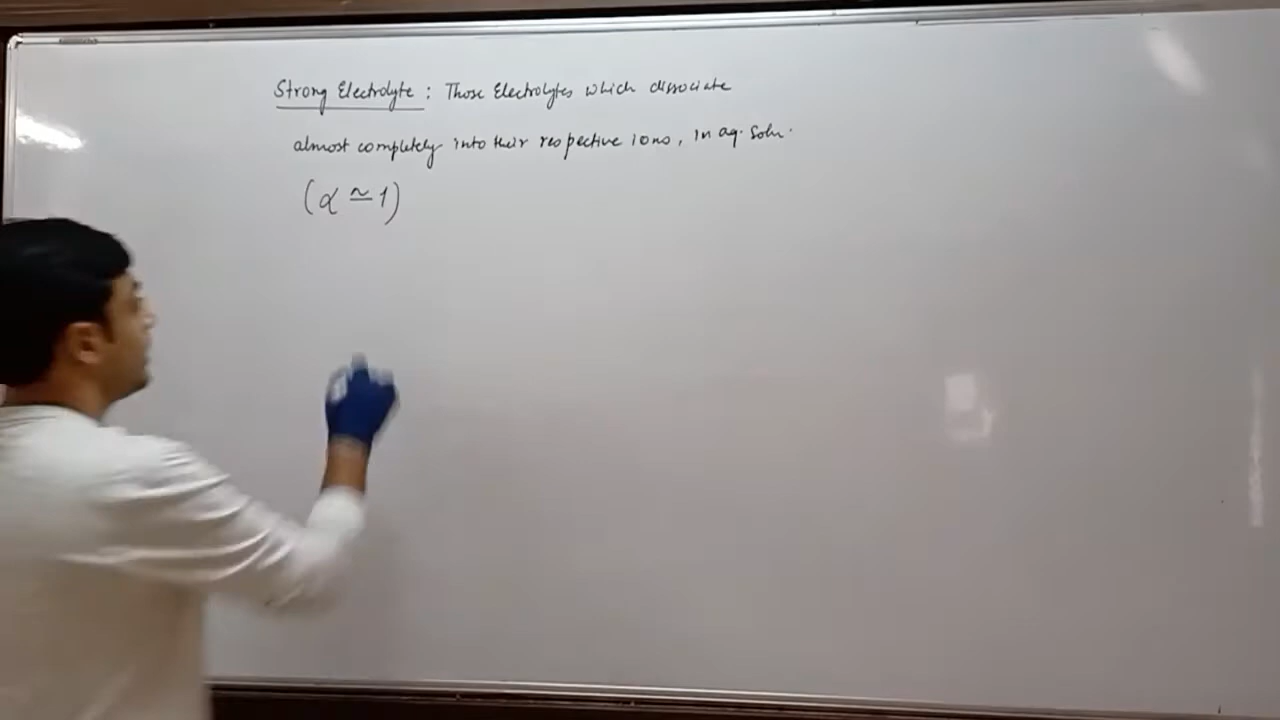 Strong Electrolyte : Those Electrolytes which dissociate
almost completely into their respective ions, in aq. soln.
(α ≃ 1)